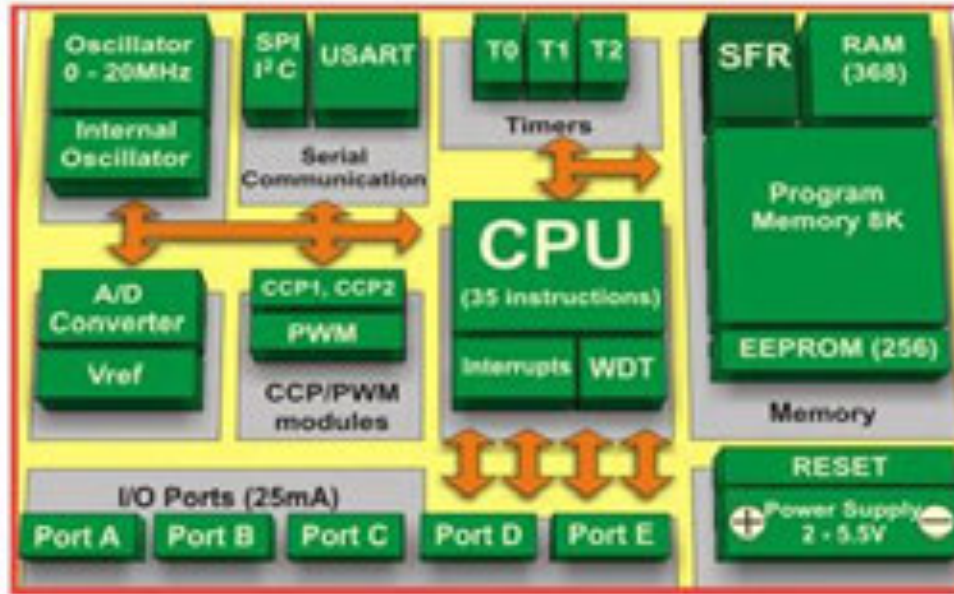 Oscillator
0 - 20MHz
Internal
Oscillator
SPI
I²C
USART
Serial
Communication
T0
T1
T2
Timers
SFR
RAM
(368)
Program
Memory 8K
EEPROM (256)
Memory
A/D
Converter
Vref
CCP1, CCP2
PWM
CCP/PWM
modules
CPU
(35 instructions)
Interrupts
WDT
I/O Ports (25mA)
Port A
Port B
Port C
Port D
Port E
RESET
Power Supply
2 - 5.5V